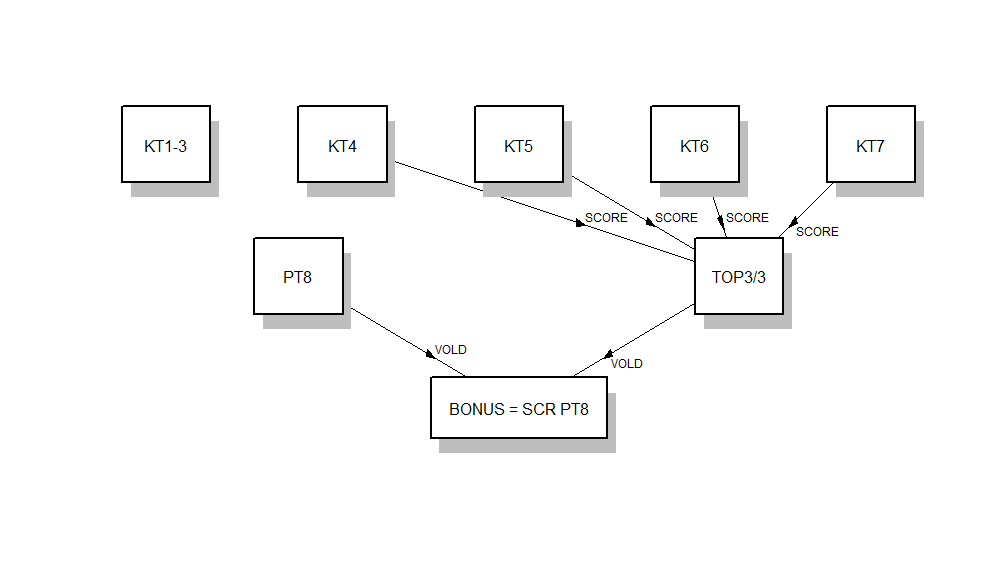 KT1-3
KT4
KT5
KT6
KT7
SCORE
SCORE
SCORE
SCORE
PT8
TOP3/3
VOLD
VOLD
BONUS = SCR PT8